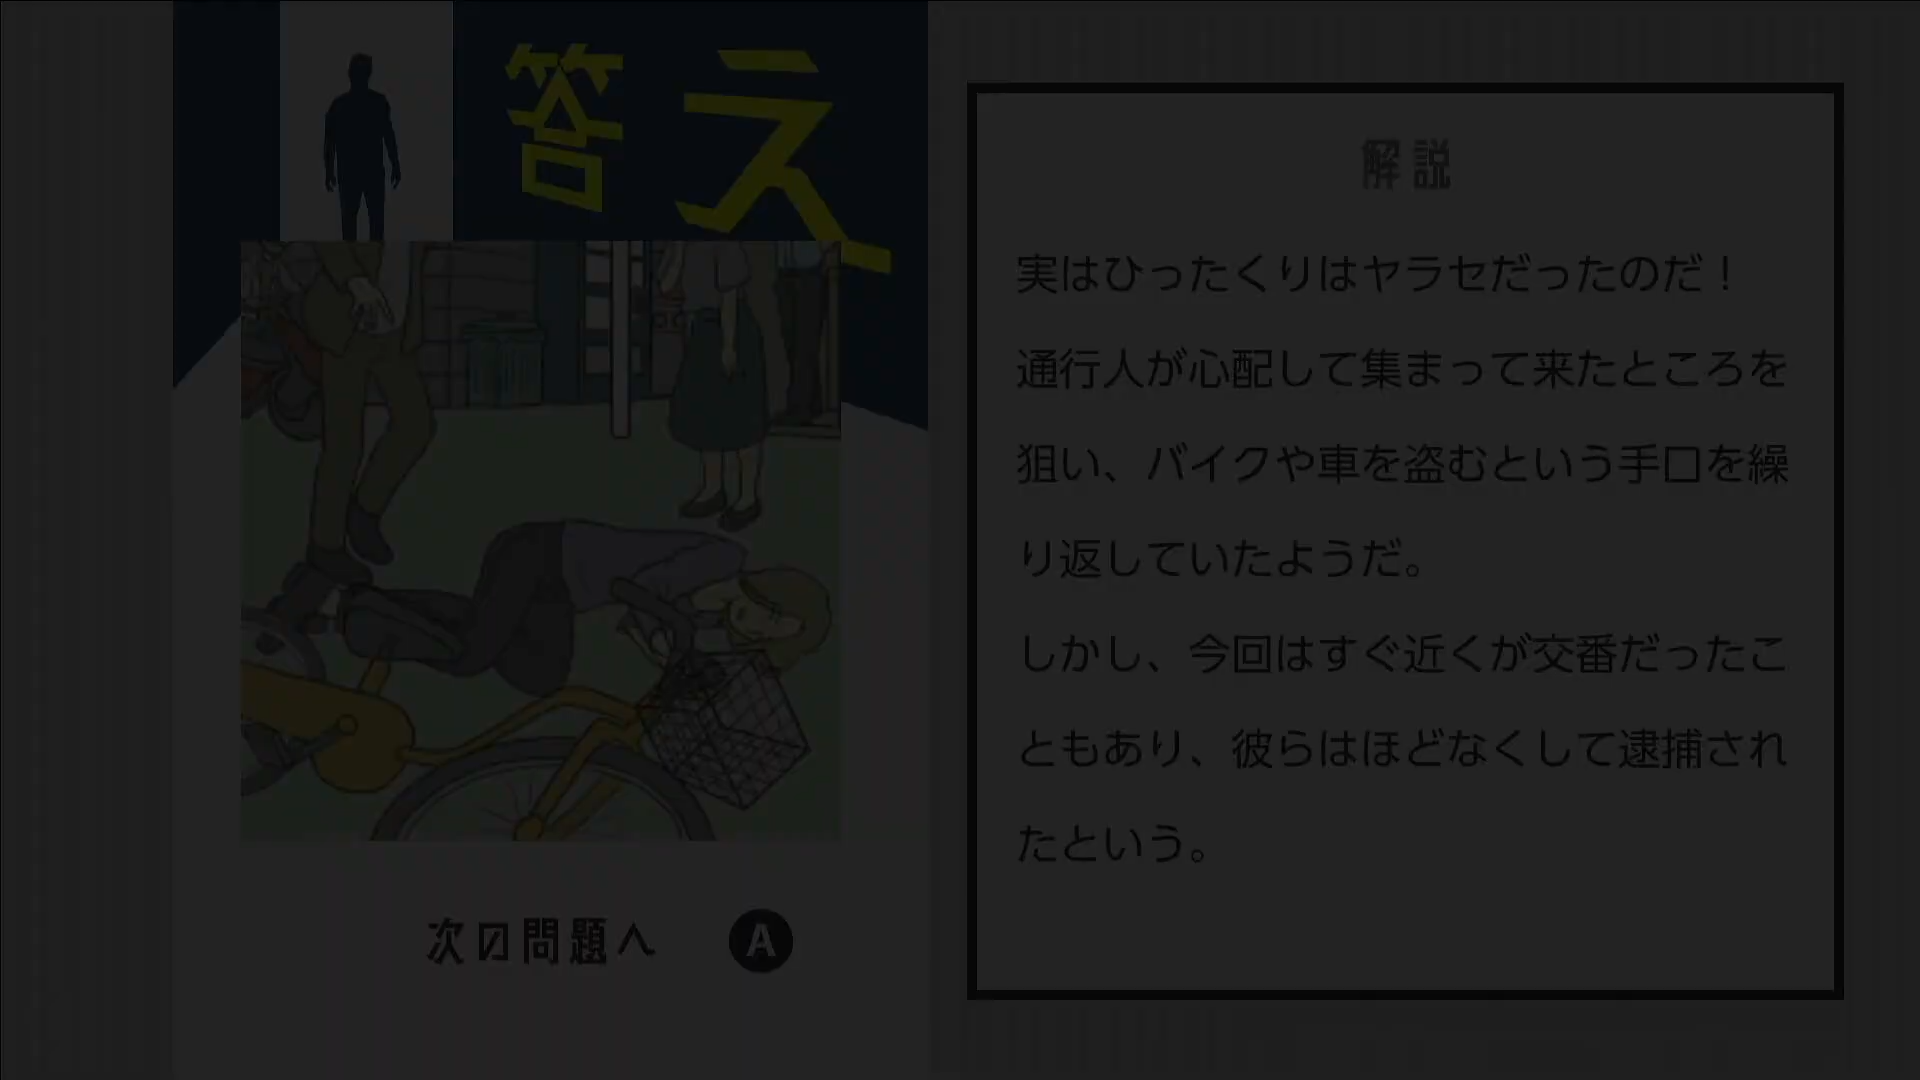 答え
解説
実はひったくりはヤラセだったのだ！
通行人が心配して集まって来たところを
狙い、バイクや車を盗むという手口を繰
り返していたようだ。
しかし、今回はすぐ近くが交番だったこ
ともあり、彼らはほどなくして逮捕され
たという。
次の問題へ A